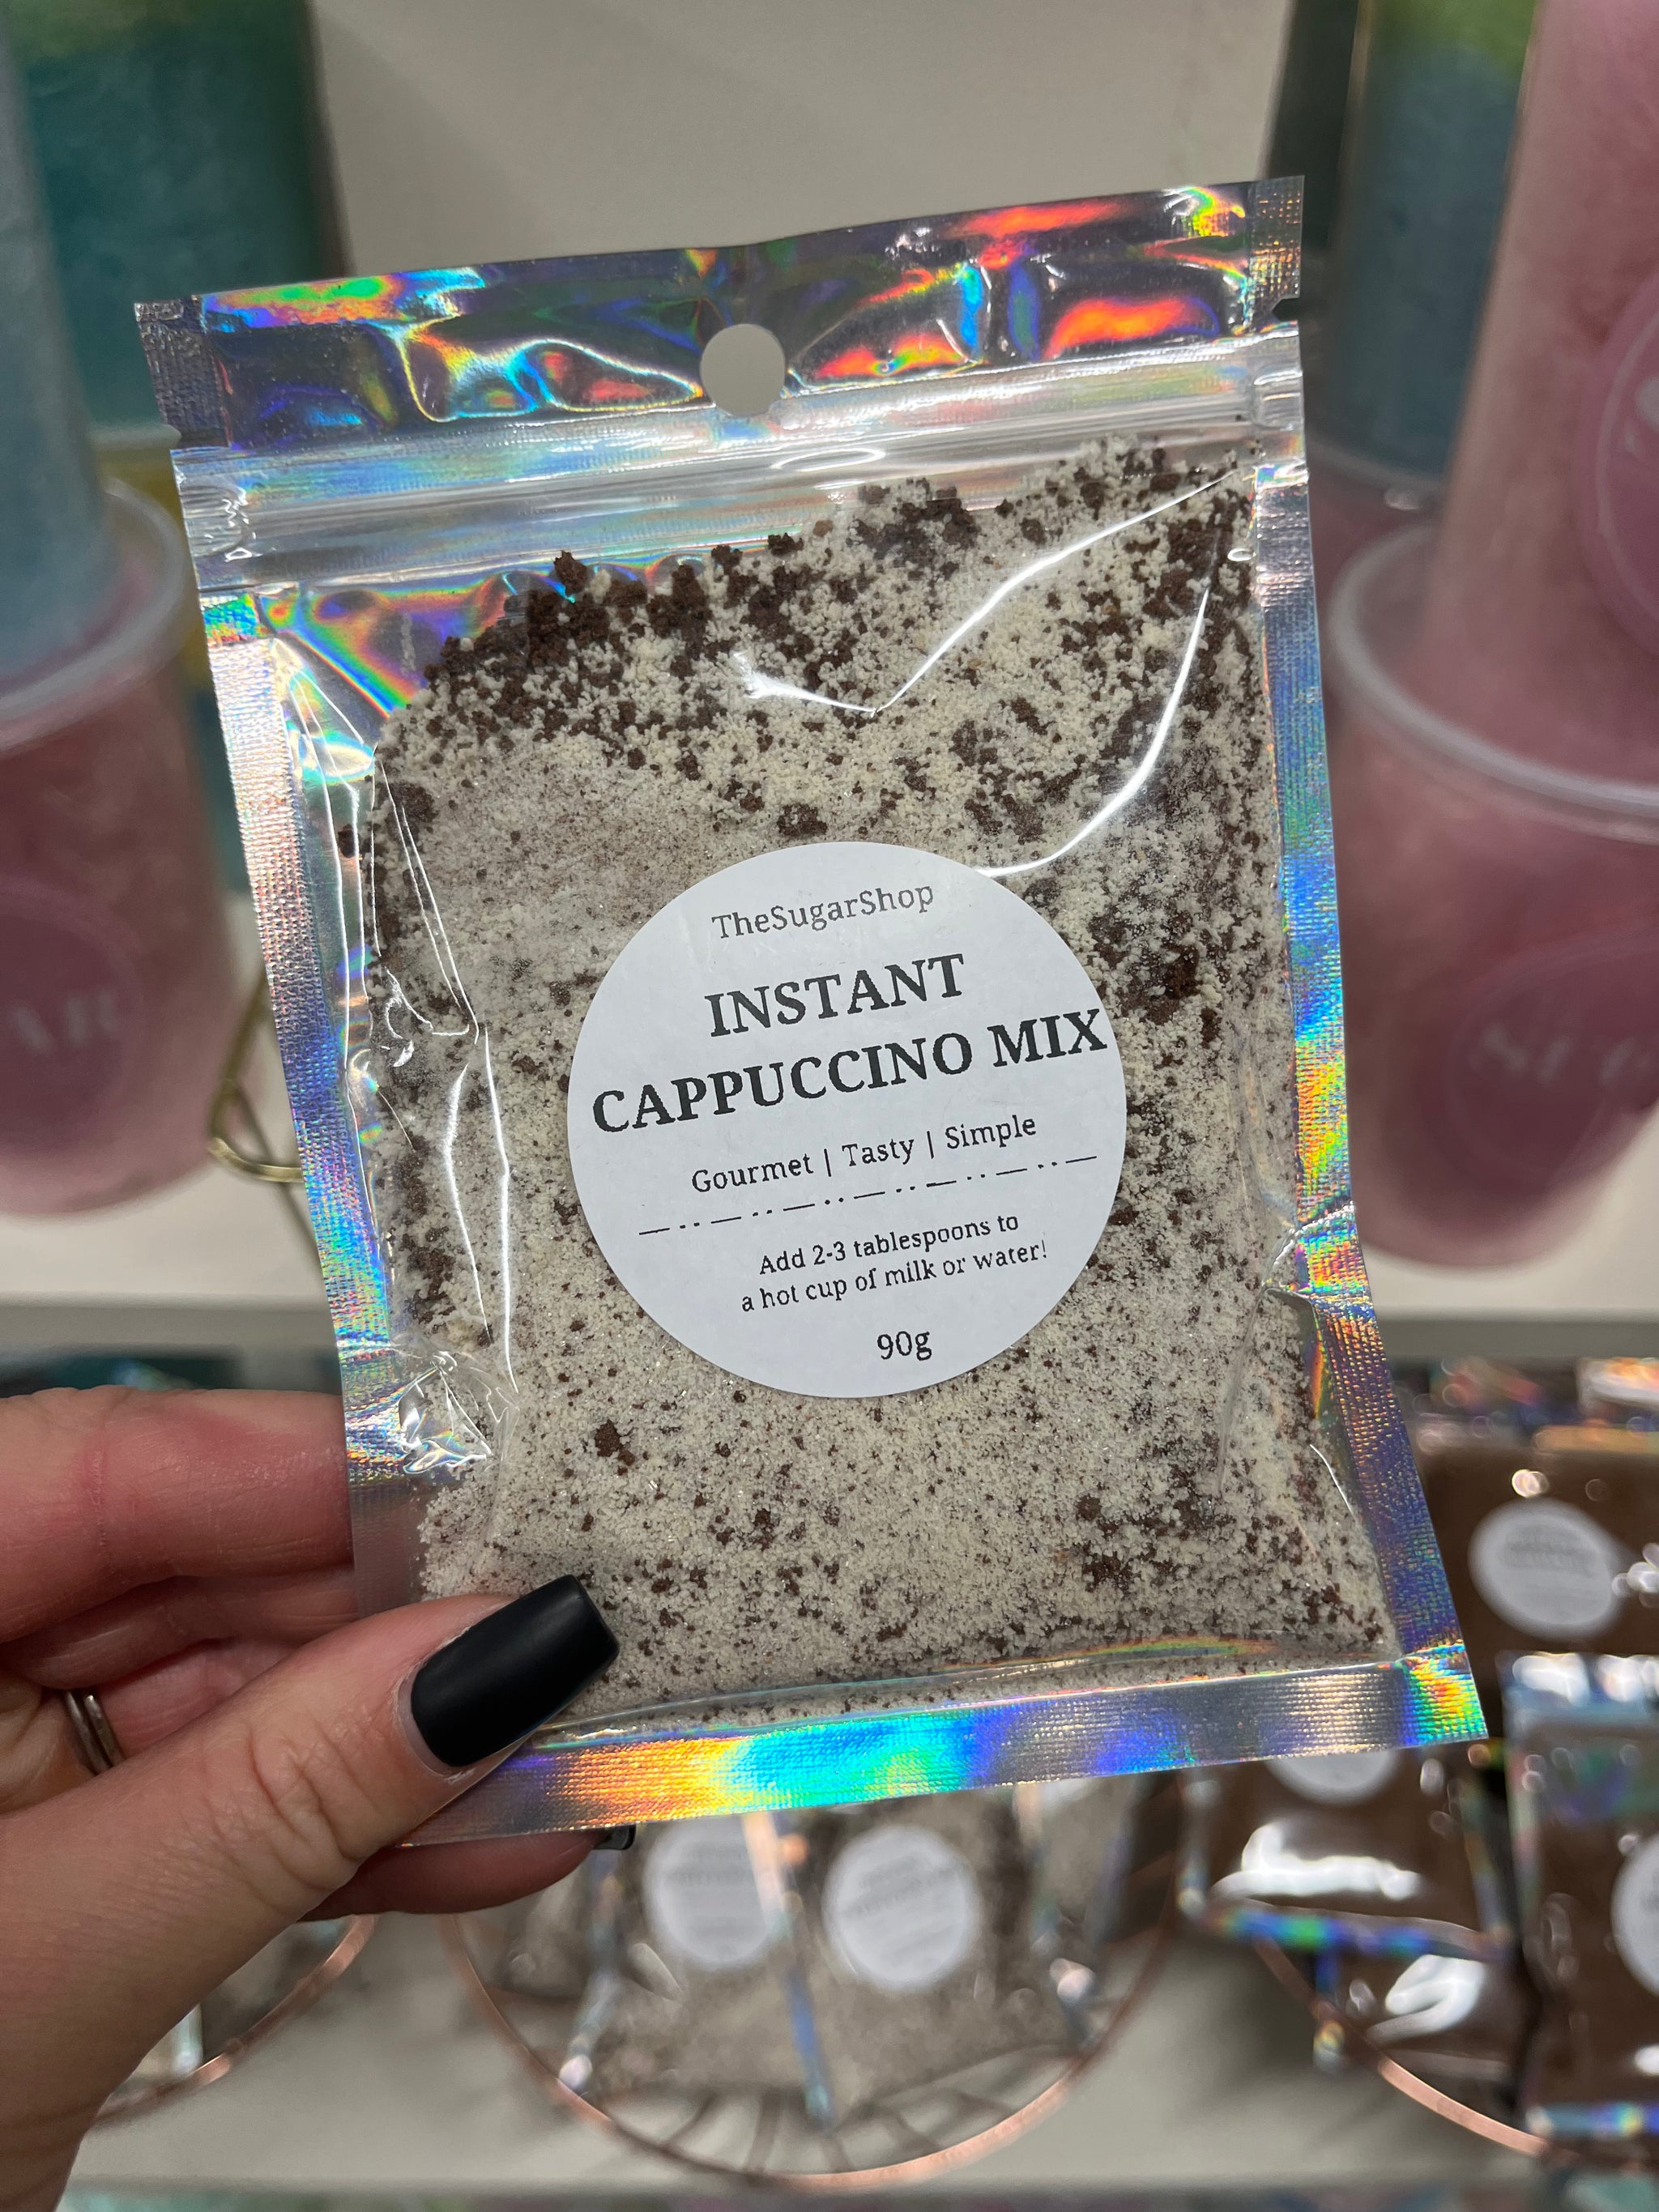 TheSugarShop
INSTANT
CAPPUCCINO MIX
Gourmet | Tasty | Simple
Add 2-3 tablespoons to
a hot cup of milk or water!
90g